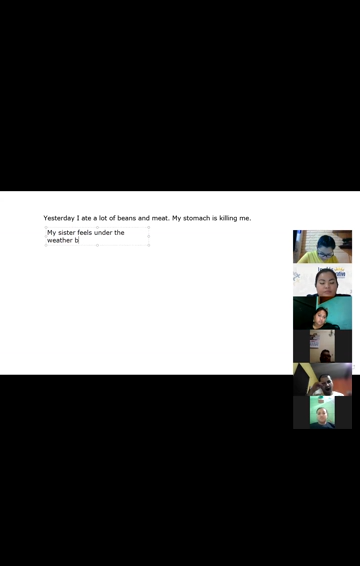 Yesterday I ate a lot of beans and meat. My stomach is killing me.
My sister feels under the
weather b